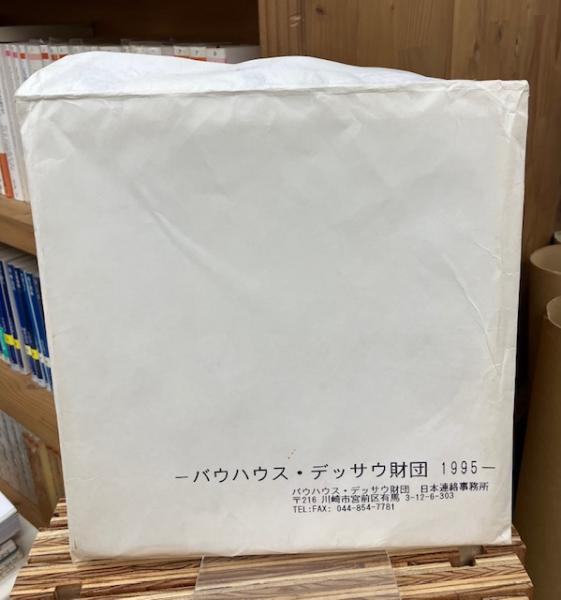 −バウハウス・デッサウ財団 1995−
バウハウス・デッサウ財団 日本連絡事務所
〒216 川崎市宮前区有馬 3-12-6-303
TEL:FAX: 044-854-7781